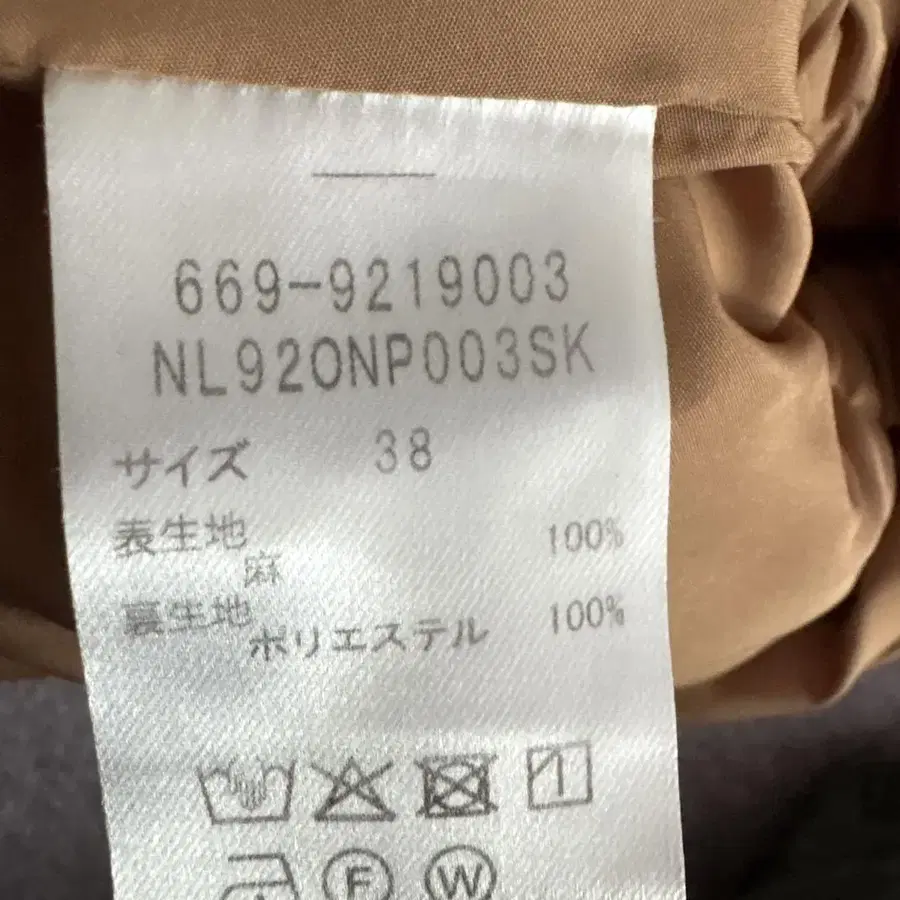 669-9219003
NL920NP003SK
サイズ 38
表生地 100%
麻
裏生地 100%
ポリエステル
F W